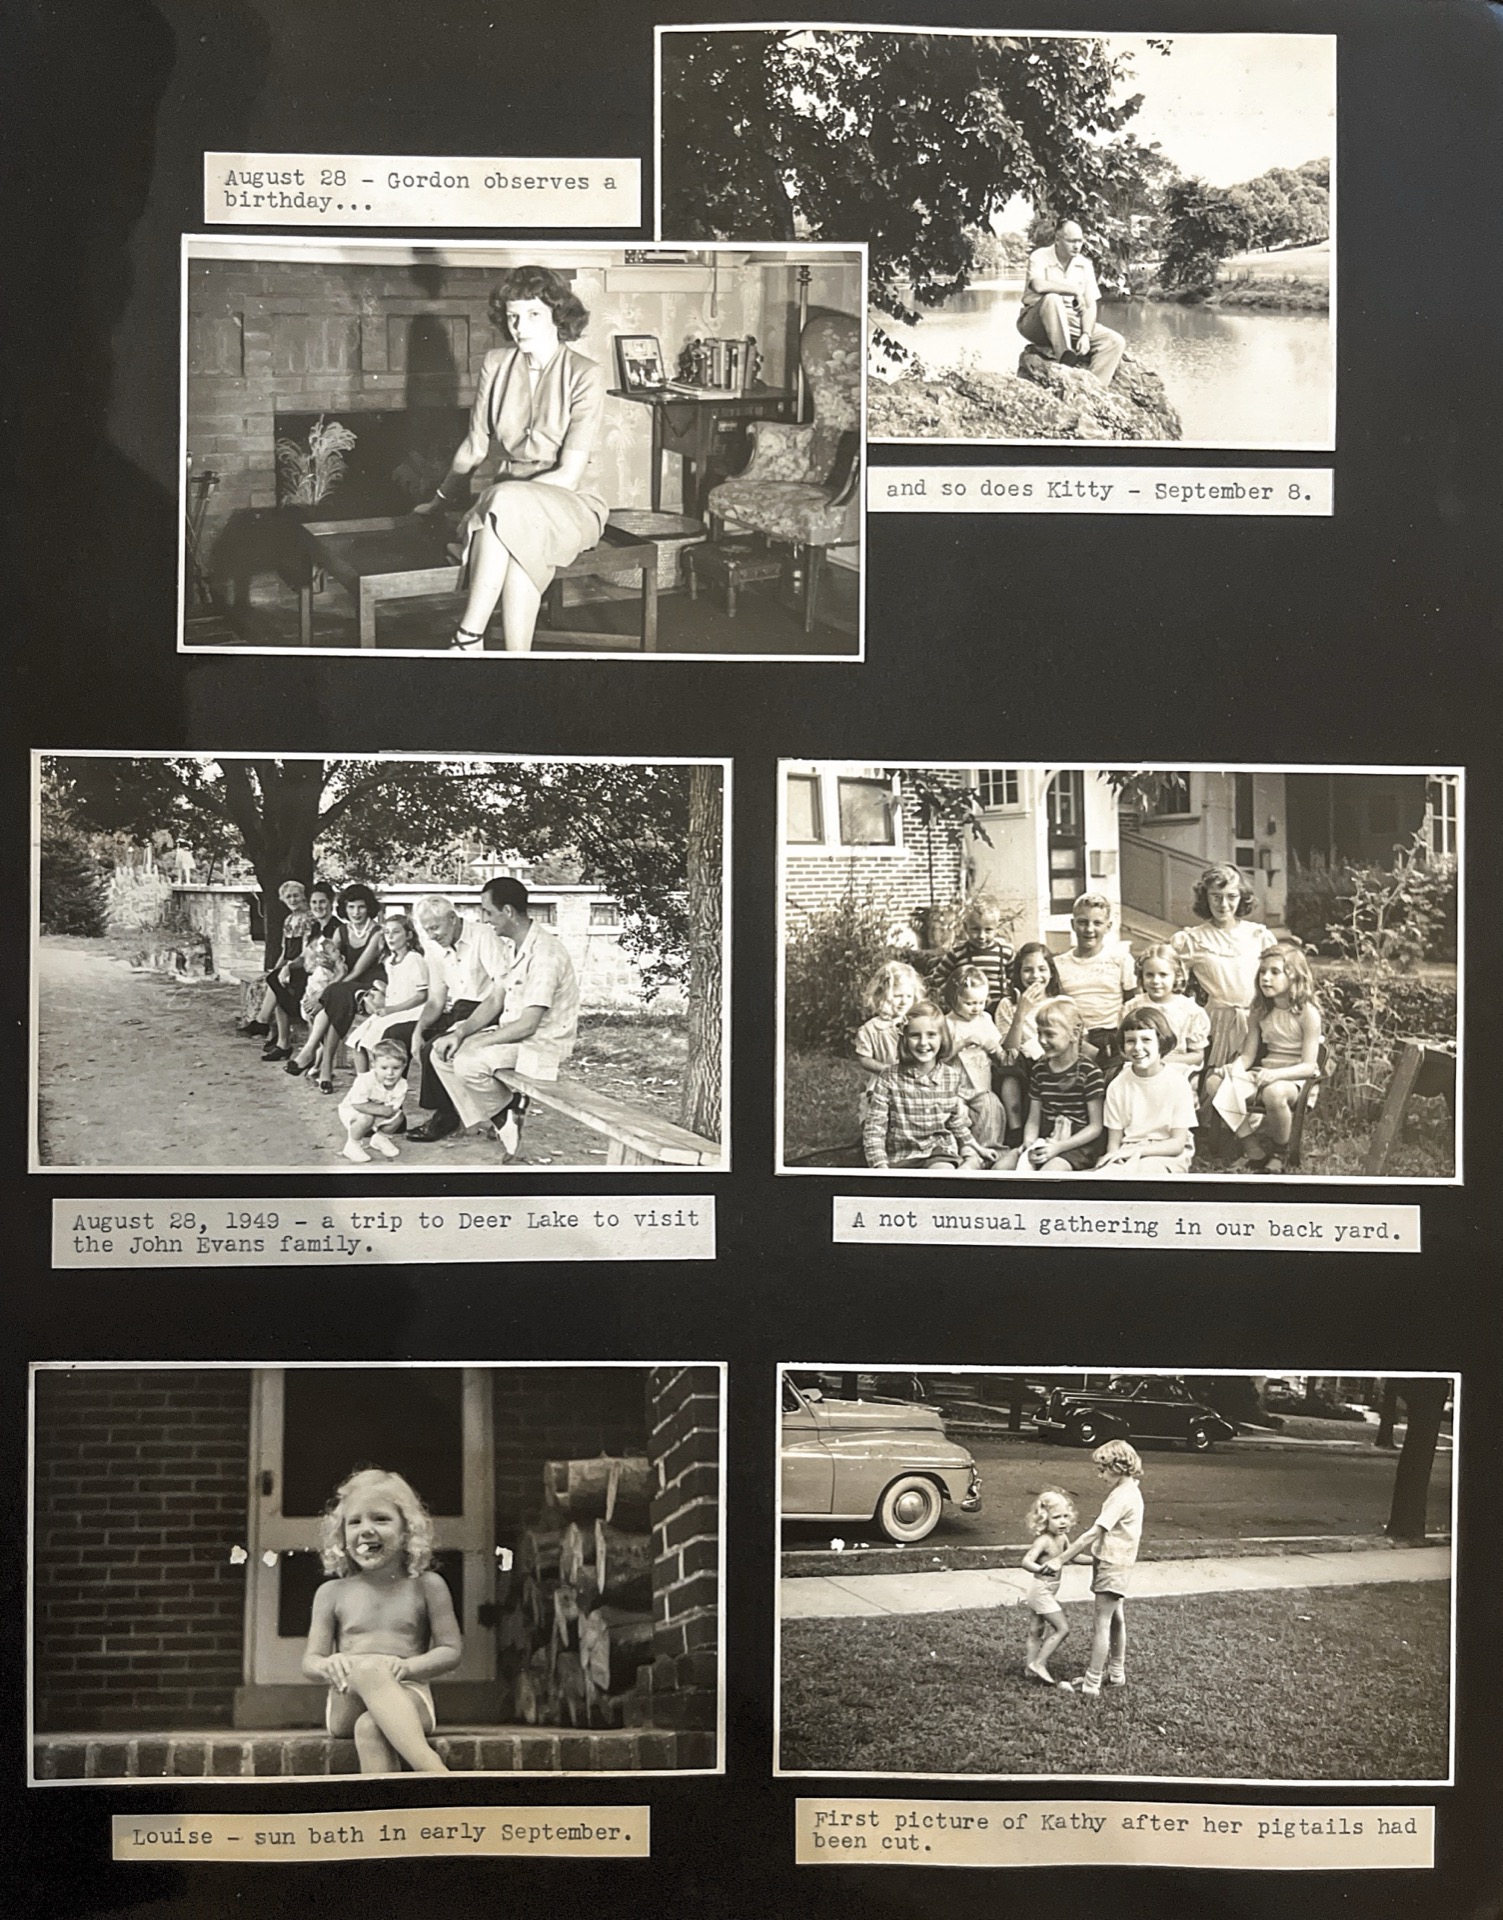 August 28 - Gordon observes a
birthday...
and so does Kitty - September 8.
August 28, 1949 - a trip to Deer Lake to visit
the John Evans family.
A not unusual gathering in our back yard.
Louise - sun bath in early September.
First picture of Kathy after her pigtails had
been cut.